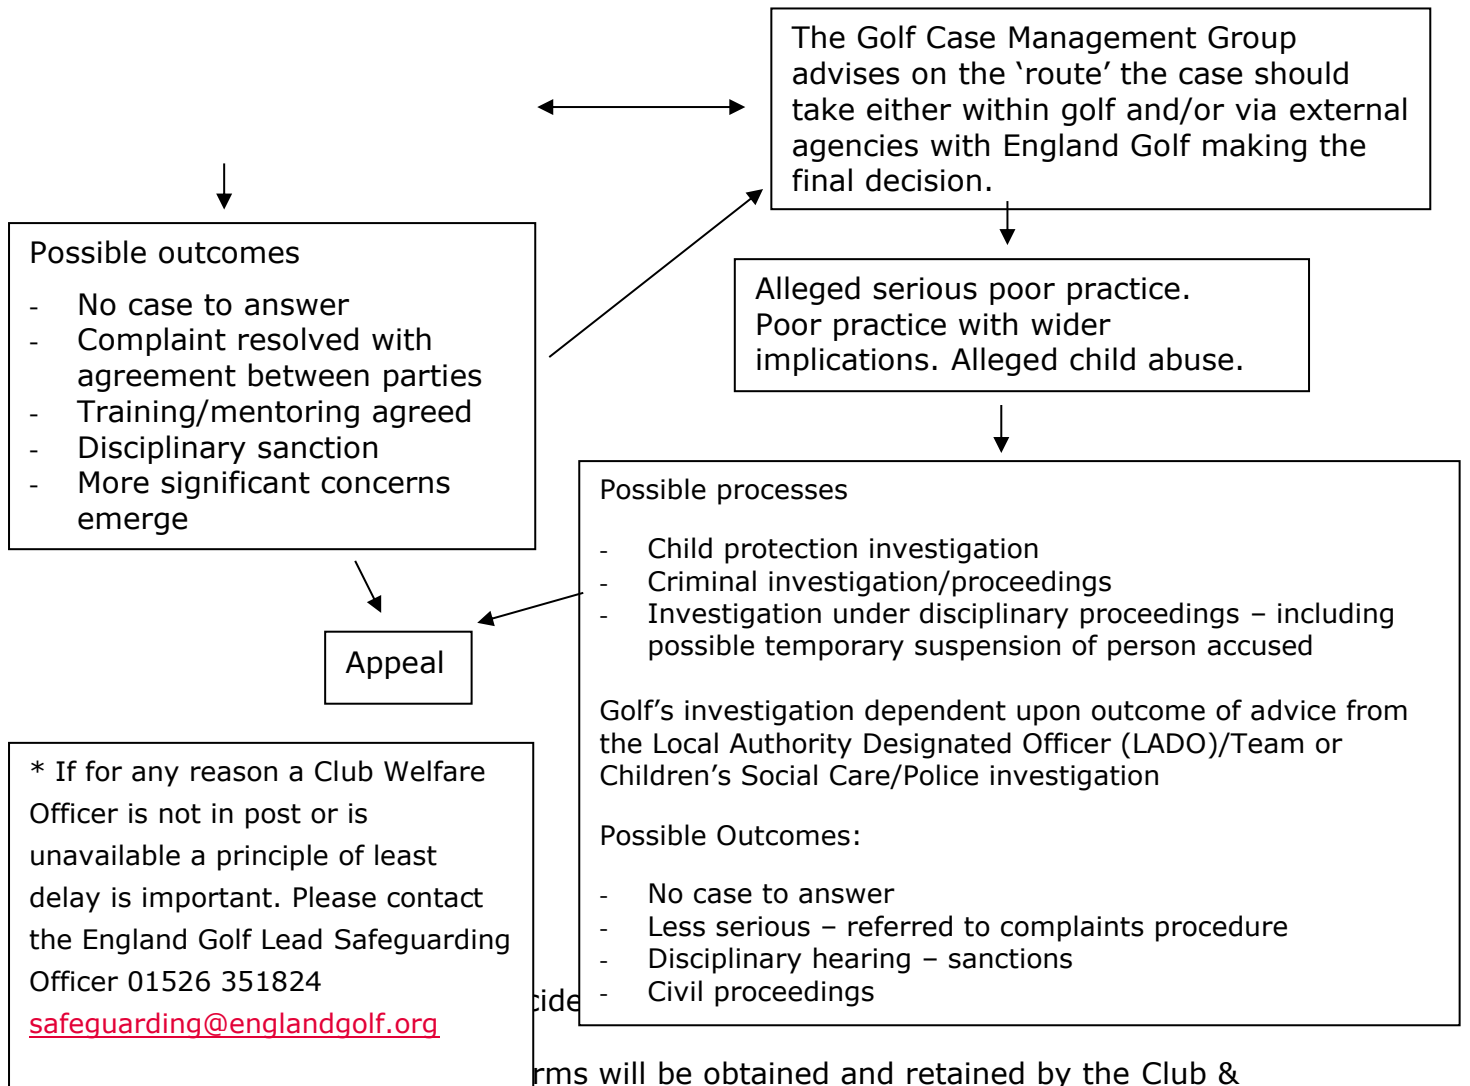 The Golf Case Management Group
advises on the ‘route’ the case should
take either within golf and/or via external
agencies with England Golf making the
final decision.
Possible outcomes
- No case to answer
- Complaint resolved with
agreement between parties
- Training/mentoring agreed
- Disciplinary sanction
- More significant concerns
emerge
Alleged serious poor practice.
Poor practice with wider
implications. Alleged child abuse.
Possible processes
- Child protection investigation
- Criminal investigation/proceedings
- Investigation under disciplinary proceedings – including
possible temporary suspension of person accused
Golf’s investigation dependent upon outcome of advice from
the Local Authority Designated Officer (LADO)/Team or
Children’s Social Care/Police investigation
Possible Outcomes:
- No case to answer
- Less serious – referred to complaints procedure
- Disciplinary hearing – sanctions
- Civil proceedings
Appeal
* If for any reason a Club Welfare
Officer is not in post or is
unavailable a principle of least
delay is important. Please contact
the England Golf Lead Safeguarding
Officer 01526 351824
safeguarding@englandgolf.org
will be obtained and retained by the Club &